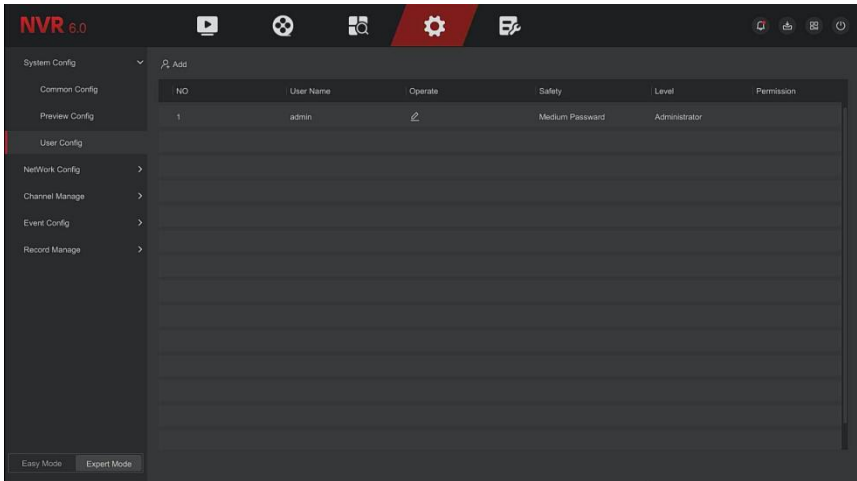 NVR 6.0
System Config
Common Config
Preview Config
User Config
NetWork Config
Channel Manage
Event Config
Record Manage
Easy Mode Expert Mode
Add
NO User Name Operate Safety Level Permission
1 admin Medium Passward Administrator